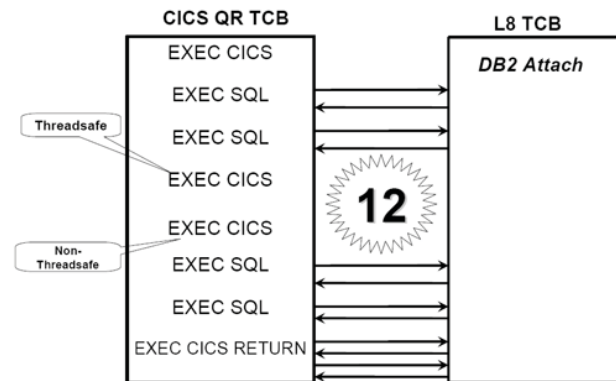 CICS QR TCB
L8 TCB
EXEC CICS
DB2 Attach
EXEC SQL
Threadsafe
EXEC SQL
EXEC CICS
12
EXEC CICS
Non-
Threadsafe
EXEC SQL
EXEC SQL
EXEC CICS RETURN